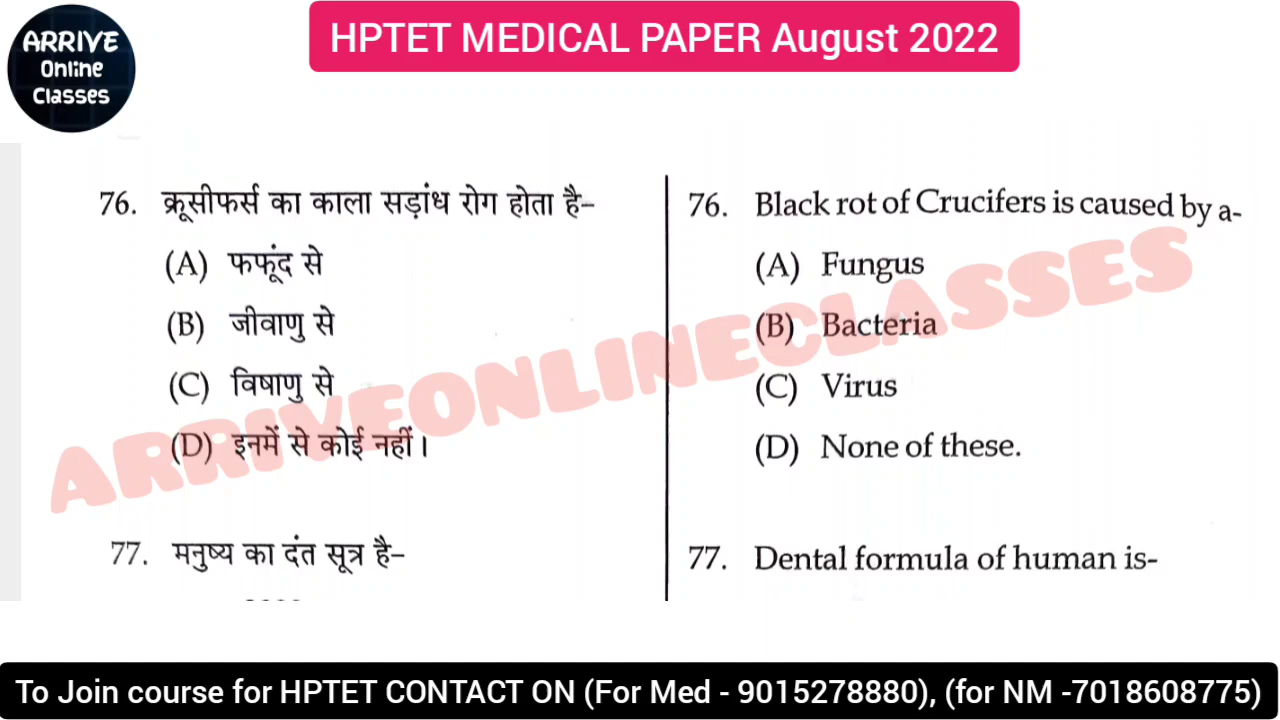 ARRIVE
Online
Classes
HPTET MEDICAL PAPER August 2022
76. क्रूसीफर्स का काला सड़ांध रोग होता है–
(A) फफूंद से
(B) जीवाणु से
(C) विषाणु से
(D) इनमें से कोई नहीं।
77. मनुष्य का दंत सूत्र है–
76. Black rot of Crucifers is caused by a-
(A) Fungus
(B) Bacteria
(C) Virus
(D) None of these.
77. Dental formula of human is-
ARRIVEONLINECLASSES
To Join course for HPTET CONTACT ON (For Med - 9015278880), (for NM -7018608775)